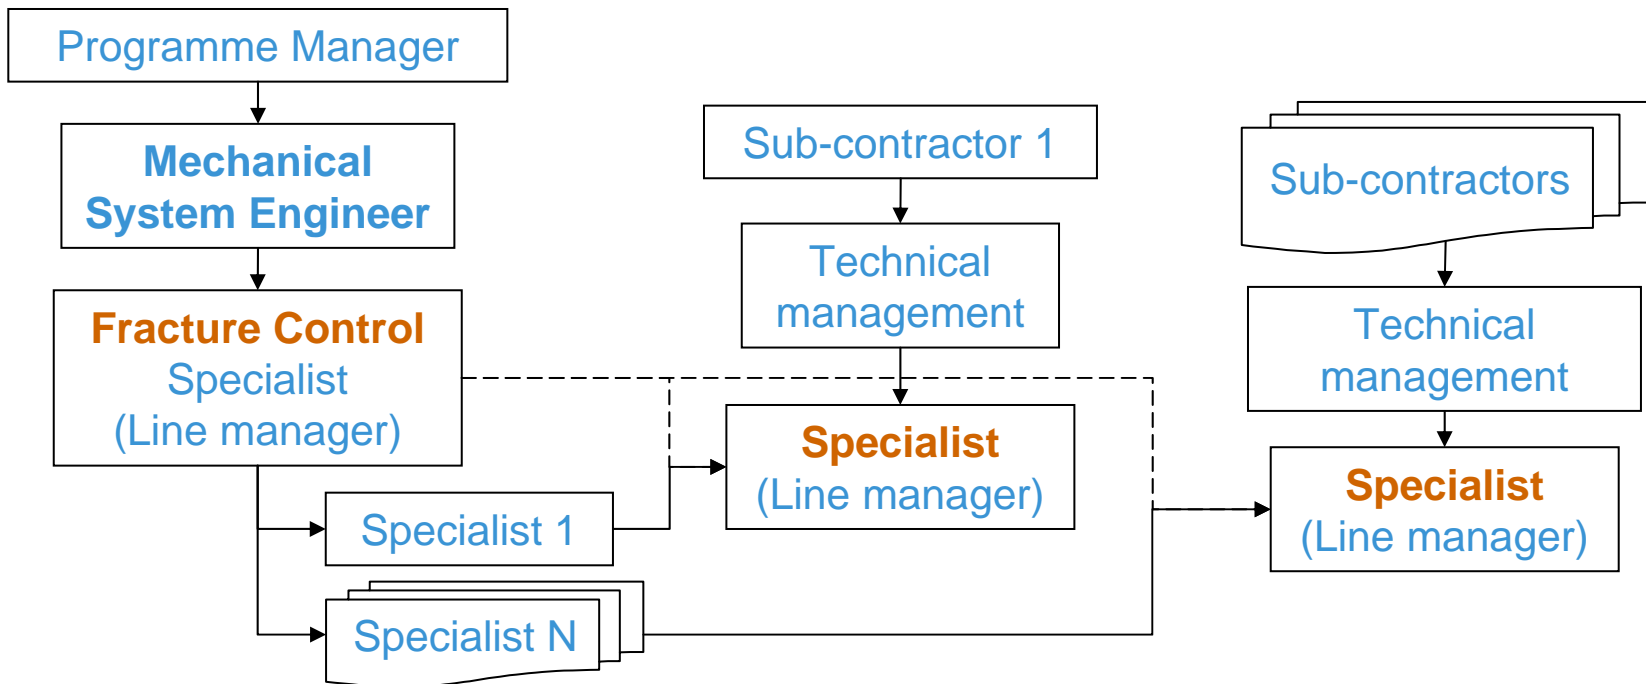 Programme Manager
Mechanical
System Engineer
Fracture Control
Specialist
(Line manager)
Specialist 1
Specialist N
Sub-contractor 1
Technical
management
Specialist
(Line manager)
Sub-contractors
Technical
management
Specialist
(Line manager)